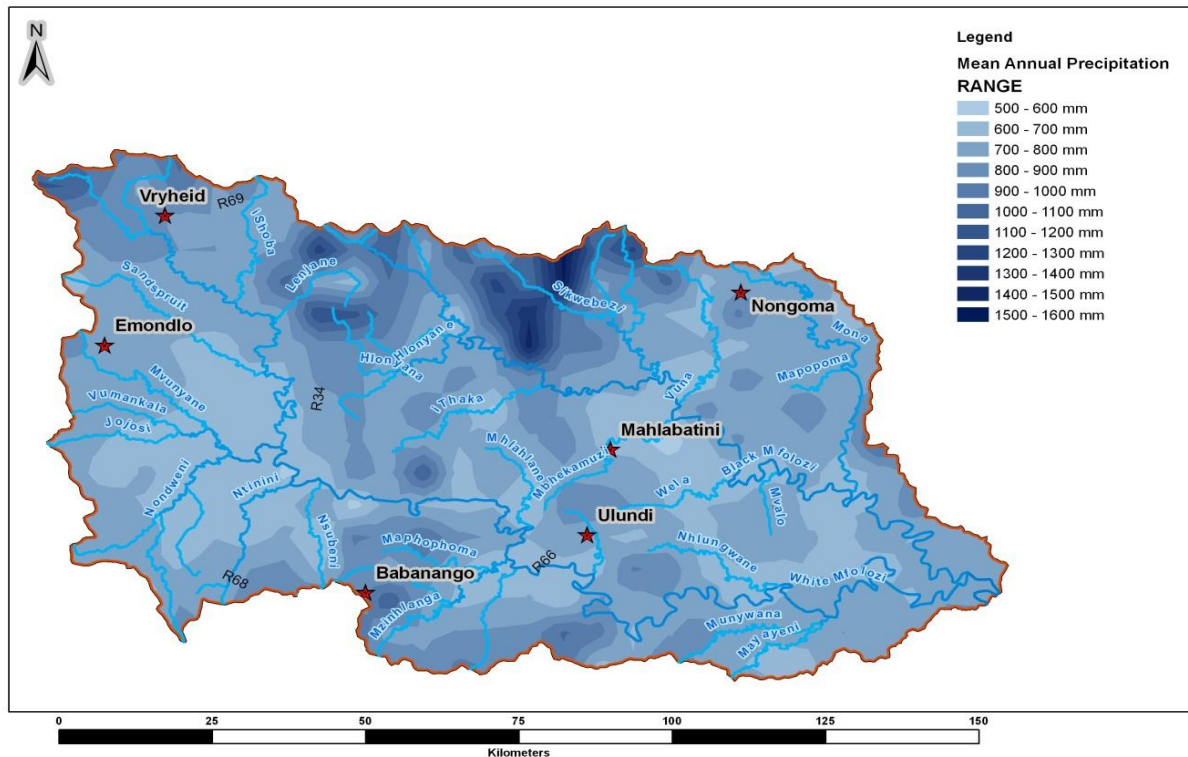 N
Legend
Mean Annual Precipitation
RANGE
500 - 600 mm
600 - 700 mm
700 - 800 mm
800 - 900 mm
900 - 1000 mm
1000 - 1100 mm
1100 - 1200 mm
1200 - 1300 mm
1300 - 1400 mm
1400 - 1500 mm
1500 - 1600 mm
Vryheid
R69
IShoba
Lenjane
Sandspruit
Sikwebezi
Nongoma
Mona
Emondlo
Hlonyane
Hlonyana
Mapopoma
Mvunyane
Vumankala
Jojosi
R34
IThaka
Vuna
Mahlabatini
Mhlahlane
Mbhekamuzi
Black Mfolozi
Nondweni
Ntinini
Wela
Mvalo
Nsubeni
Ulundi
Maphophoma
R66
Nhlungwane
R68
Babanango
White Mfolozi
Mzinhlanga
Munywana
Mayayeni
0 25 50 75 100 125 150
Kilometers